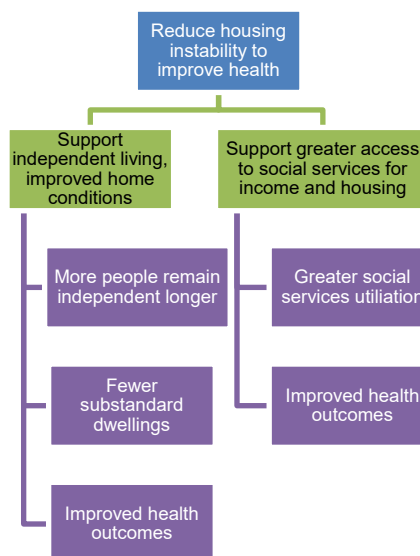 Reduce housing
instability to
improve health
Support
independent living,
improved home
conditions
Support greater access
to social services for
income and housing
More people remain
independent longer
Fewer
substandard
dwellings
Improved health
outcomes
Greater social
services utiliation
Improved health
outcomes